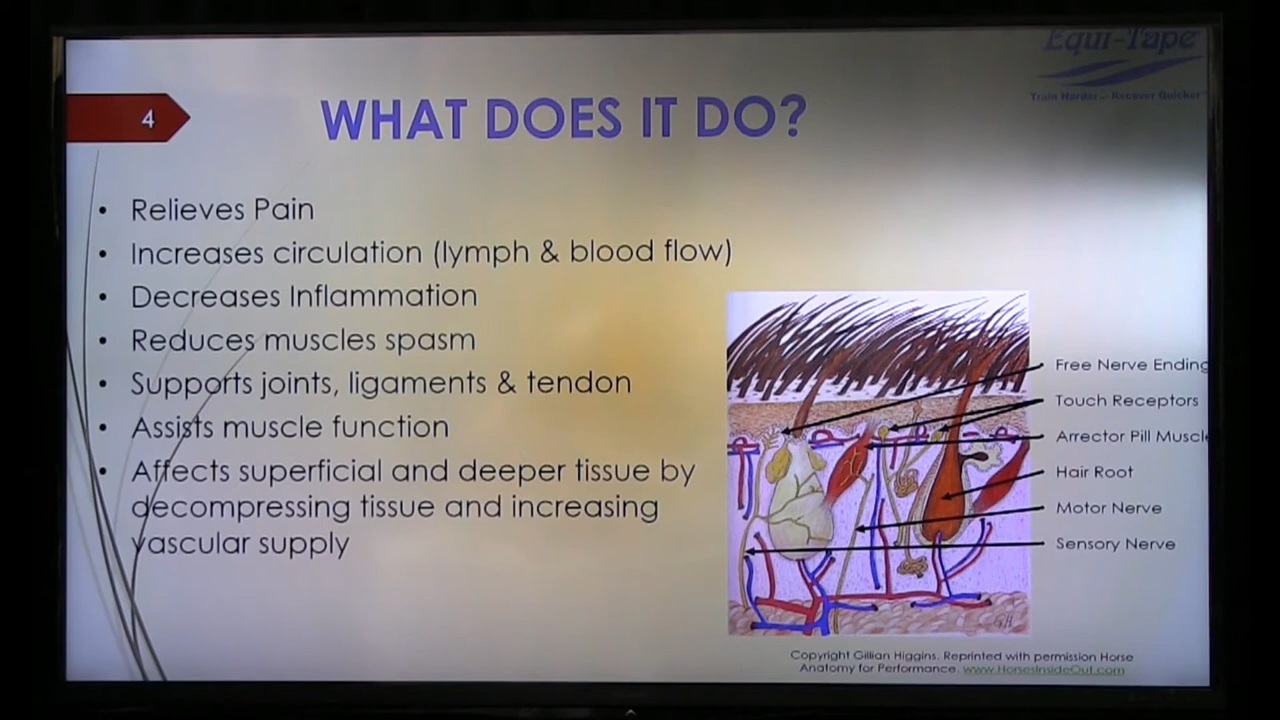 Equi-Tape
Train Harder - Recover Quicker
4
WHAT DOES IT DO?
• Relieves Pain
• Increases circulation (lymph & blood flow)
• Decreases Inflammation
• Reduces muscles spasm
• Supports joints, ligaments & tendon
• Assists muscle function
• Affects superficial and deeper tissue by
decompressing tissue and increasing
vascular supply
Free Nerve Ending
Touch Receptors
Arrector Pili Muscle
Hair Root
Motor Nerve
Sensory Nerve
GH
Copyright Gillian Higgins. Reprinted with permission Horse
Anatomy for Performance. www.HorsesInsideOut.com